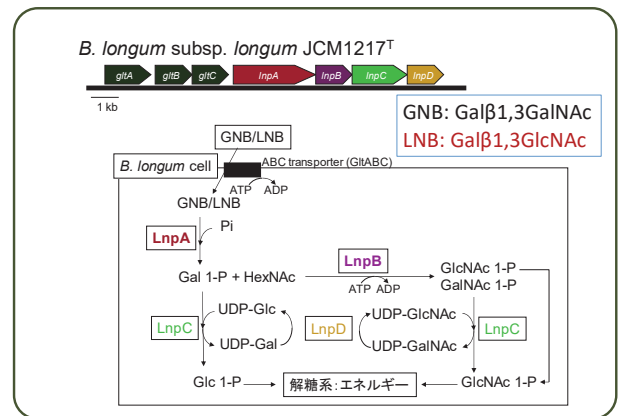 B. longum subsp. longum JCM1217T
gltA gltB gltC lnpA lnpB lnpC lnpD
1 kb
GNB: Galβ1,3GalNAc
LNB: Galβ1,3GlcNAc
GNB/LNB
B. longum cell
ABC transporter (GltABC)
ATP ADP
GNB/LNB
Pi
LnpA
LnpB
Gal 1-P + HexNAc
ATP ADP
GlcNAc 1-P
GalNAc 1-P
LnpC
UDP-Glc
UDP-Gal
LnpD
UDP-GlcNAc
UDP-GalNAc
LnpC
Glc 1-P
解糖系:エネルギー
GlcNAc 1-P